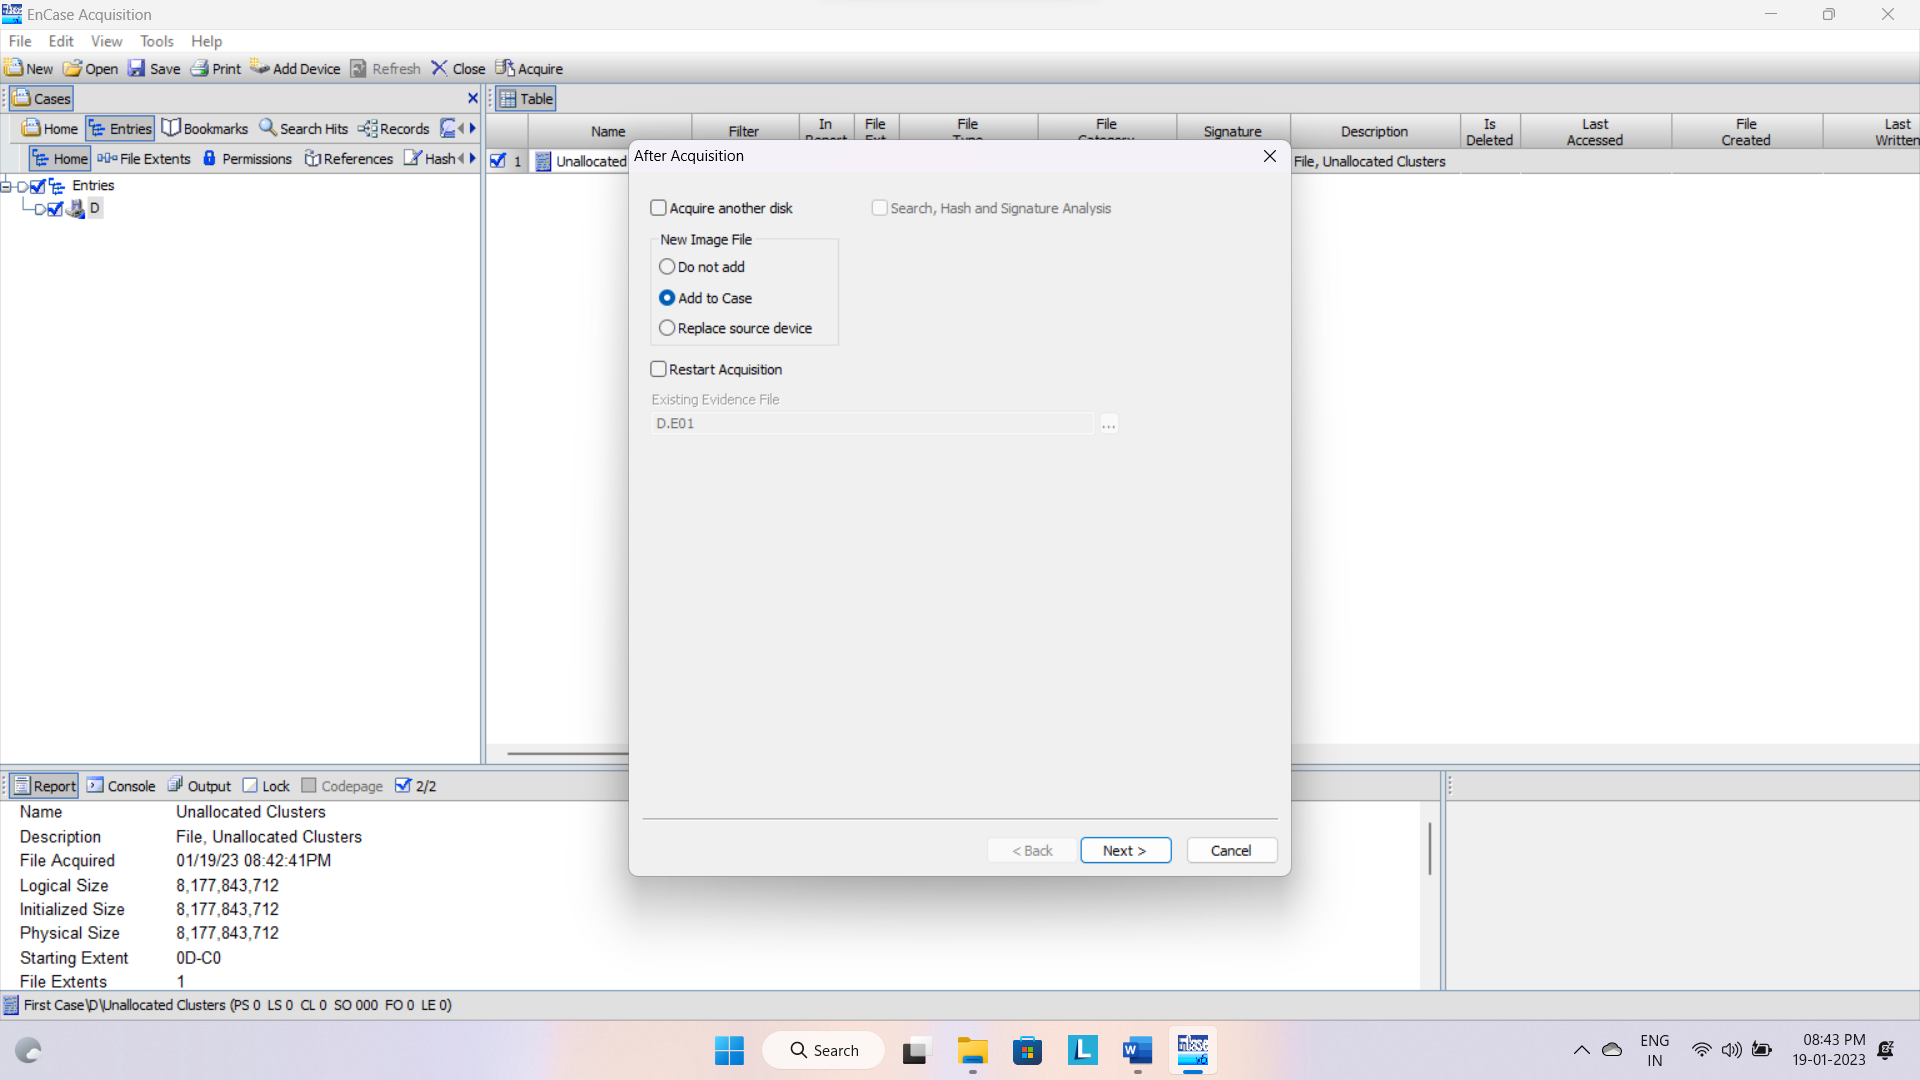 EnCase Acquisition
File Edit View Tools Help
New Open Save Print Add Device Refresh Close Acquire
Cases
Table
Home Entries Bookmarks Search Hits Records
Home File Extents Permissions References Hash
Name Filter In Report File Ext File Type File Category Signature Description Is Deleted Last Accessed File Created Last Written
1 Unallocated
File, Unallocated Clusters
Entries
D
After Acquisition
Acquire another disk
Search, Hash and Signature Analysis
New Image File
Do not add
Add to Case
Replace source device
Restart Acquisition
Existing Evidence File
D.E01
...
< Back
Next >
Cancel
Report Console Output Lock Codepage 2/2
Name Unallocated Clusters
Description File, Unallocated Clusters
File Acquired 01/19/23 08:42:41PM
Logical Size 8,177,843,712
Initialized Size 8,177,843,712
Physical Size 8,177,843,712
Starting Extent 0D-C0
File Extents 1
First Case\D\Unallocated Clusters (PS 0 LS 0 CL 0 SO 000 FO 0 LE 0)
Search
ENG
IN
08:43 PM
19-01-2023